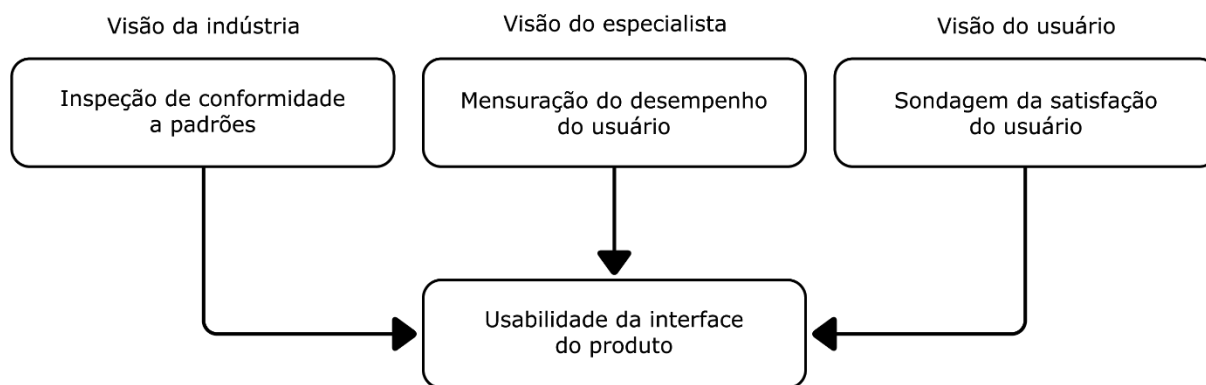 Visão da indústria
Visão do especialista
Visão do usuário
Inspeção de conformidade
a padrões
Mensuração do desempenho
do usuário
Sondagem da satisfação
do usuário
Usabilidade da interface
do produto